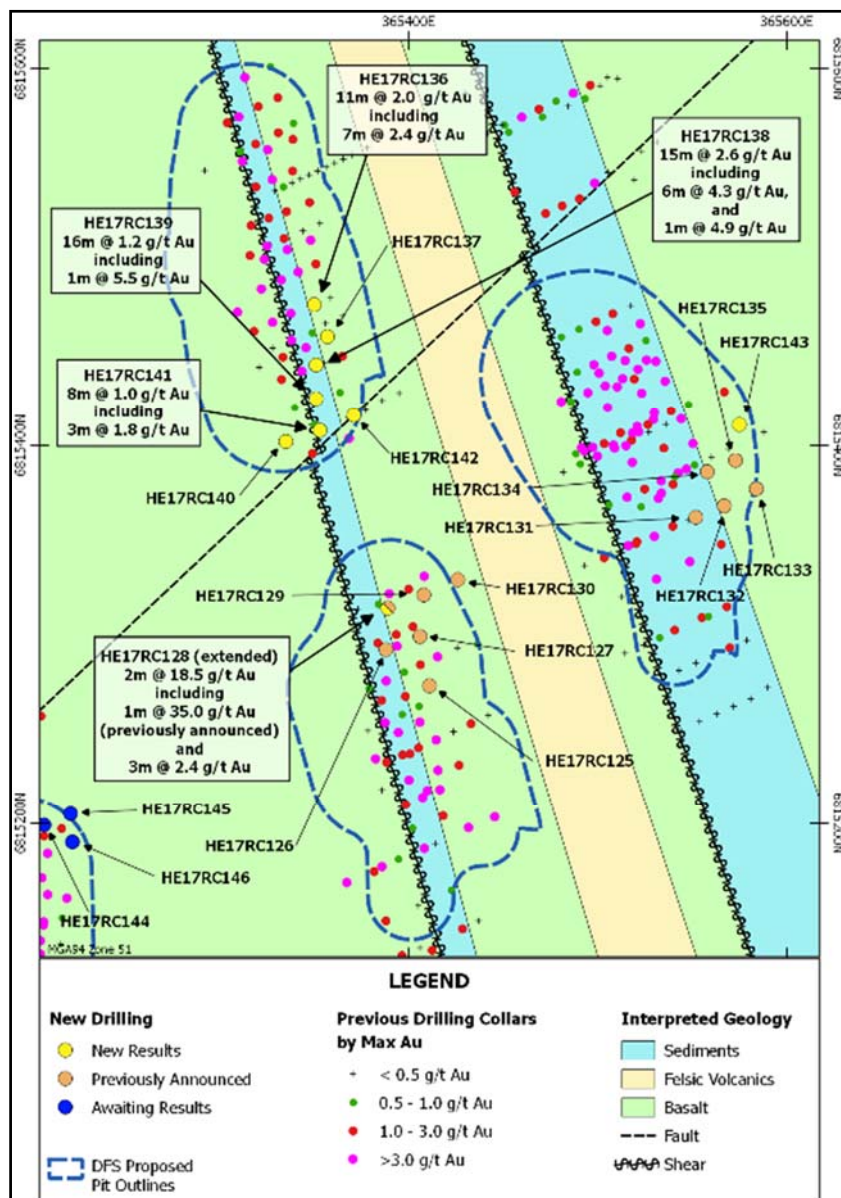 365400E
365600E
6815600N
6815600N
HE17RC136
11m @ 2.0 g/t Au
including
7m @ 2.4 g/t Au
HE17RC138
15m @ 2.6 g/t Au
including
6m @ 4.3 g/t Au,
and
1m @ 4.9 g/t Au
HE17RC139
16m @ 1.2 g/t Au
including
1m @ 5.5 g/t Au
HE17RC137
HE17RC135
HE17RC143
HE17RC141
8m @ 1.0 g/t Au
including
3m @ 1.8 g/t Au
6815400N
6815400N
HE17RC142
HE17RC140
HE17RC134
HE17RC131
HE17RC133
HE17RC132
HE17RC129
HE17RC130
HE17RC127
HE17RC128 (extended)
2m @ 18.5 g/t Au
including
1m @ 35.0 g/t Au
(previously announced)
and
3m @ 2.4 g/t Au
HE17RC125
HE17RC126
6815200N
6815200N
HE17RC145
HE17RC146
HE17RC144
MGA94 Zone 51
LEGEND
New Drilling
New Results
Previously Announced
Awaiting Results
DFS Proposed
Pit Outlines
Previous Drilling Collars
by Max Au
< 0.5 g/t Au
0.5 - 1.0 g/t Au
1.0 - 3.0 g/t Au
>3.0 g/t Au
Interpreted Geology
Sediments
Felsic Volcanics
Basalt
Fault
Shear